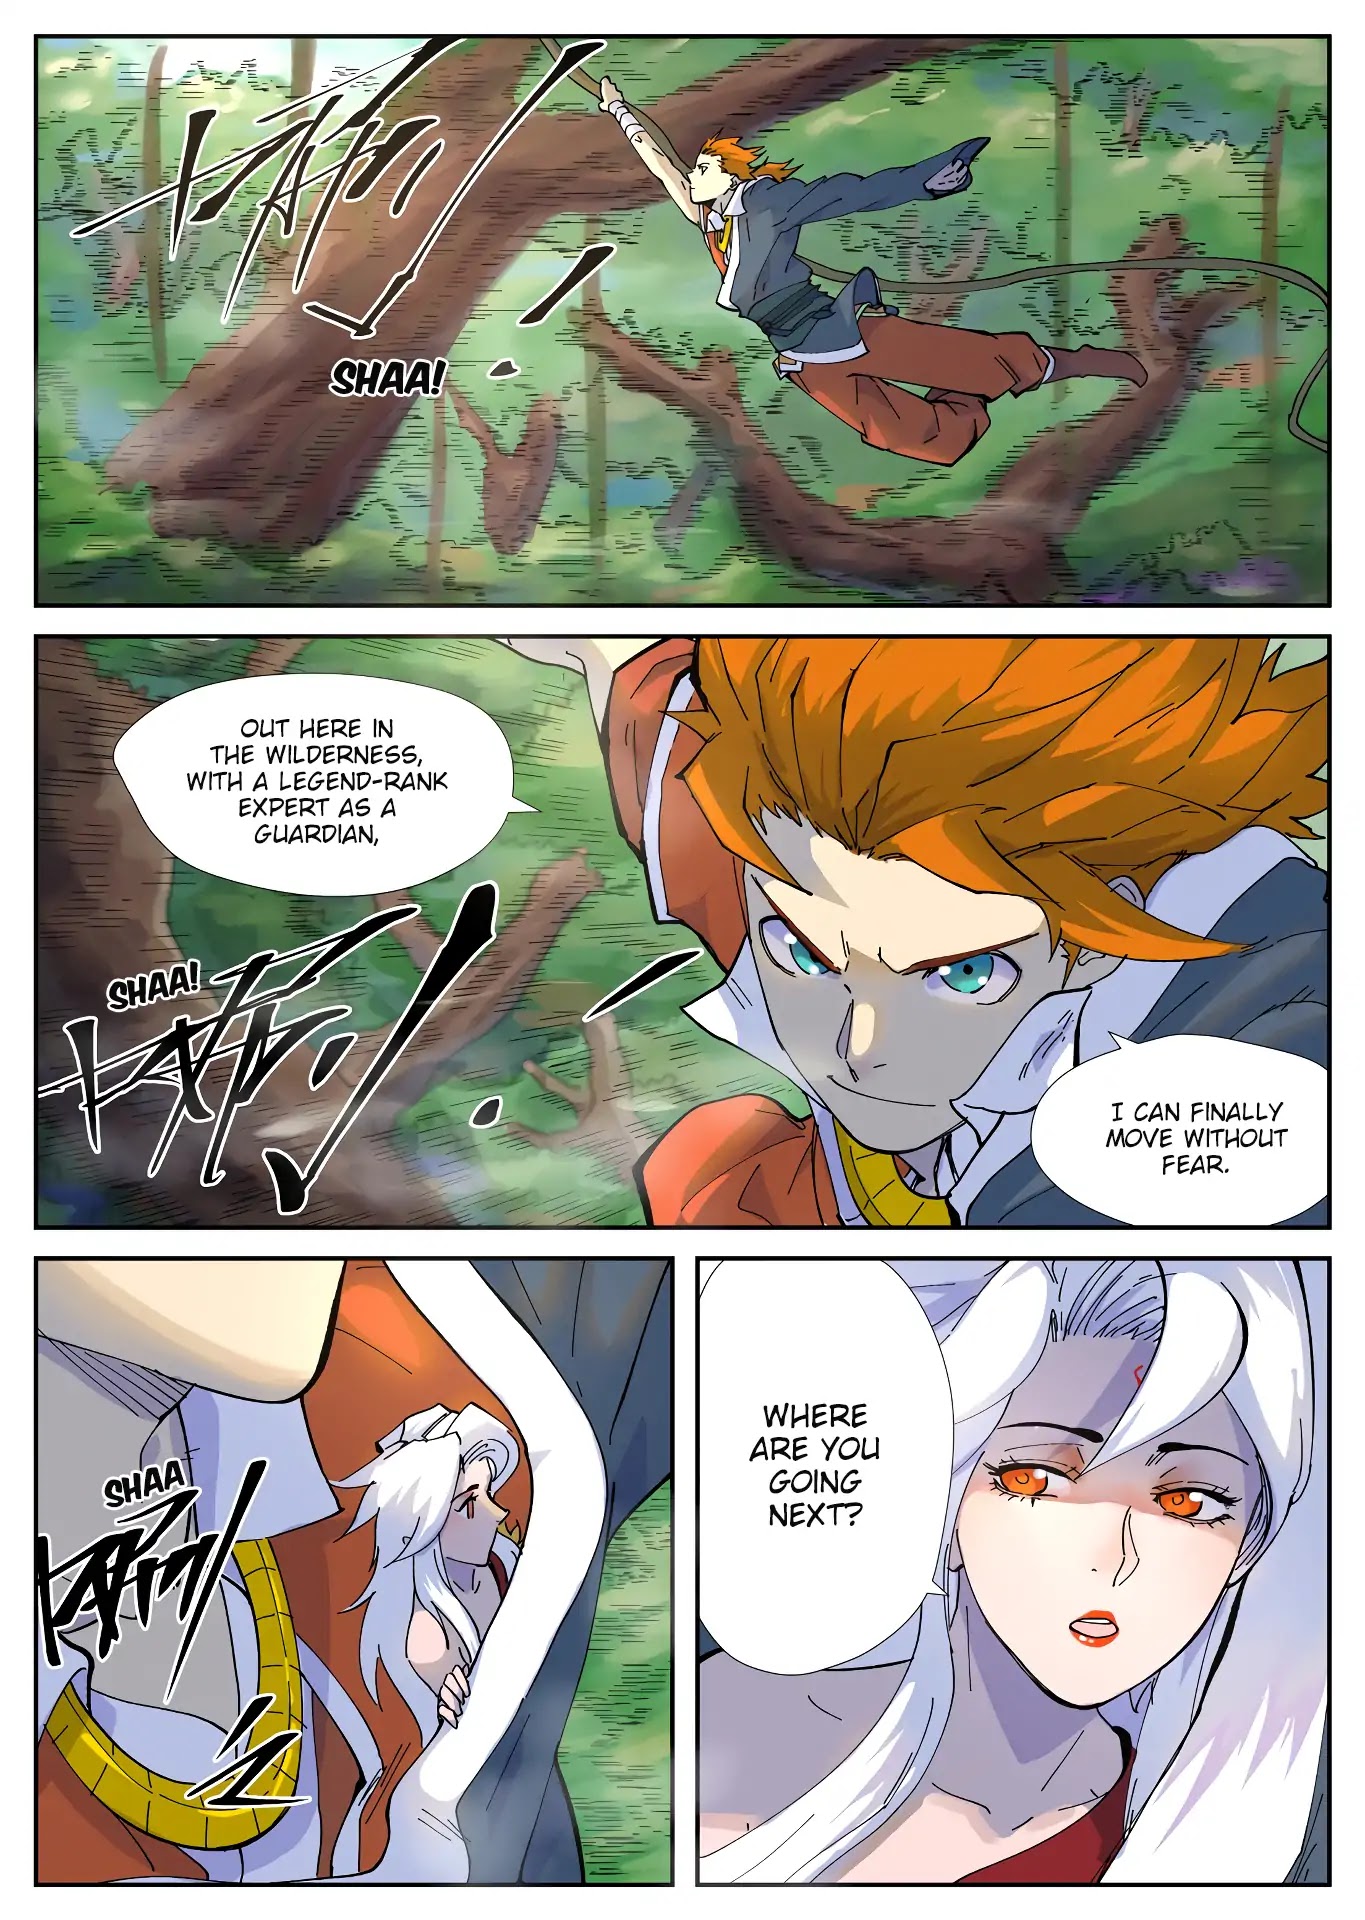 SHAA!
OUT HERE IN
THE WILDERNESS,
WITH A LEGEND-RANK
EXPERT AS A
GUARDIAN,
SHAA!
I CAN FINALLY
MOVE WITHOUT
FEAR.
SHAA
WHERE
ARE YOU
GOING
NEXT?